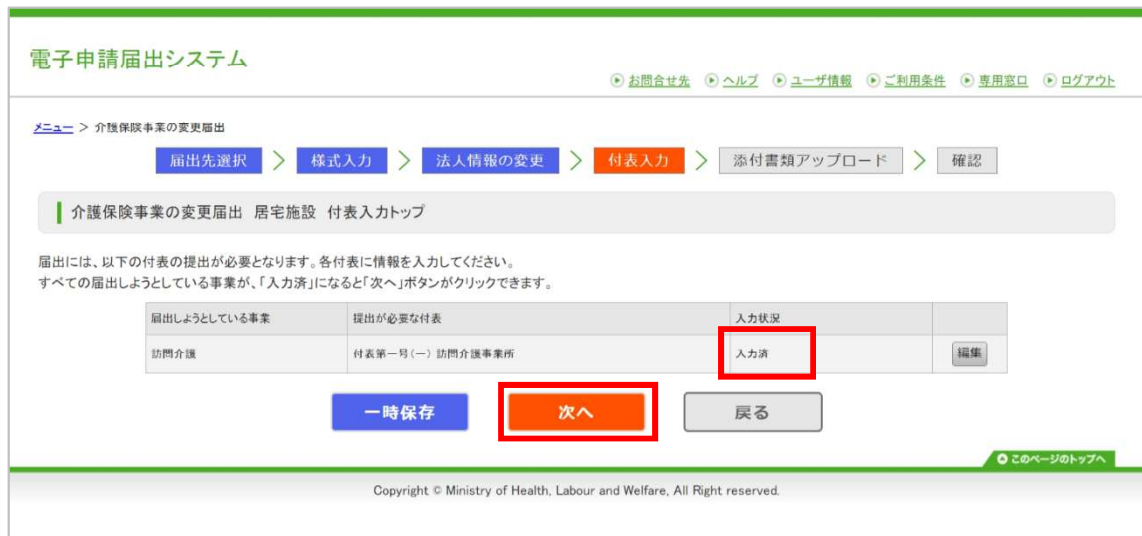 電子申請届出システム
お問合せ先 ヘルプ ユーザ情報 ご利用条件 専用窓口 ログアウト
メニュー > 介護保険事業の変更届出
届出先選択 > 様式入力 > 法人情報の変更 > 付表入力 > 添付書類アップロード > 確認
介護保険事業の変更届出 居宅施設 付表入力トップ
届出には、以下の付表の提出が必要となります。各付表に情報を入力してください。
すべての届出しようとしている事業が、「入力済」になると「次へ」ボタンがクリックできます。
届出しようとしている事業 提出が必要な付表 入力状況
訪問介護 付表第一号(一) 訪問介護事業所 入力済 編集
一時保存 次へ 戻る
このページのトップへ
Copyright © Ministry of Health, Labour and Welfare, All Right reserved.